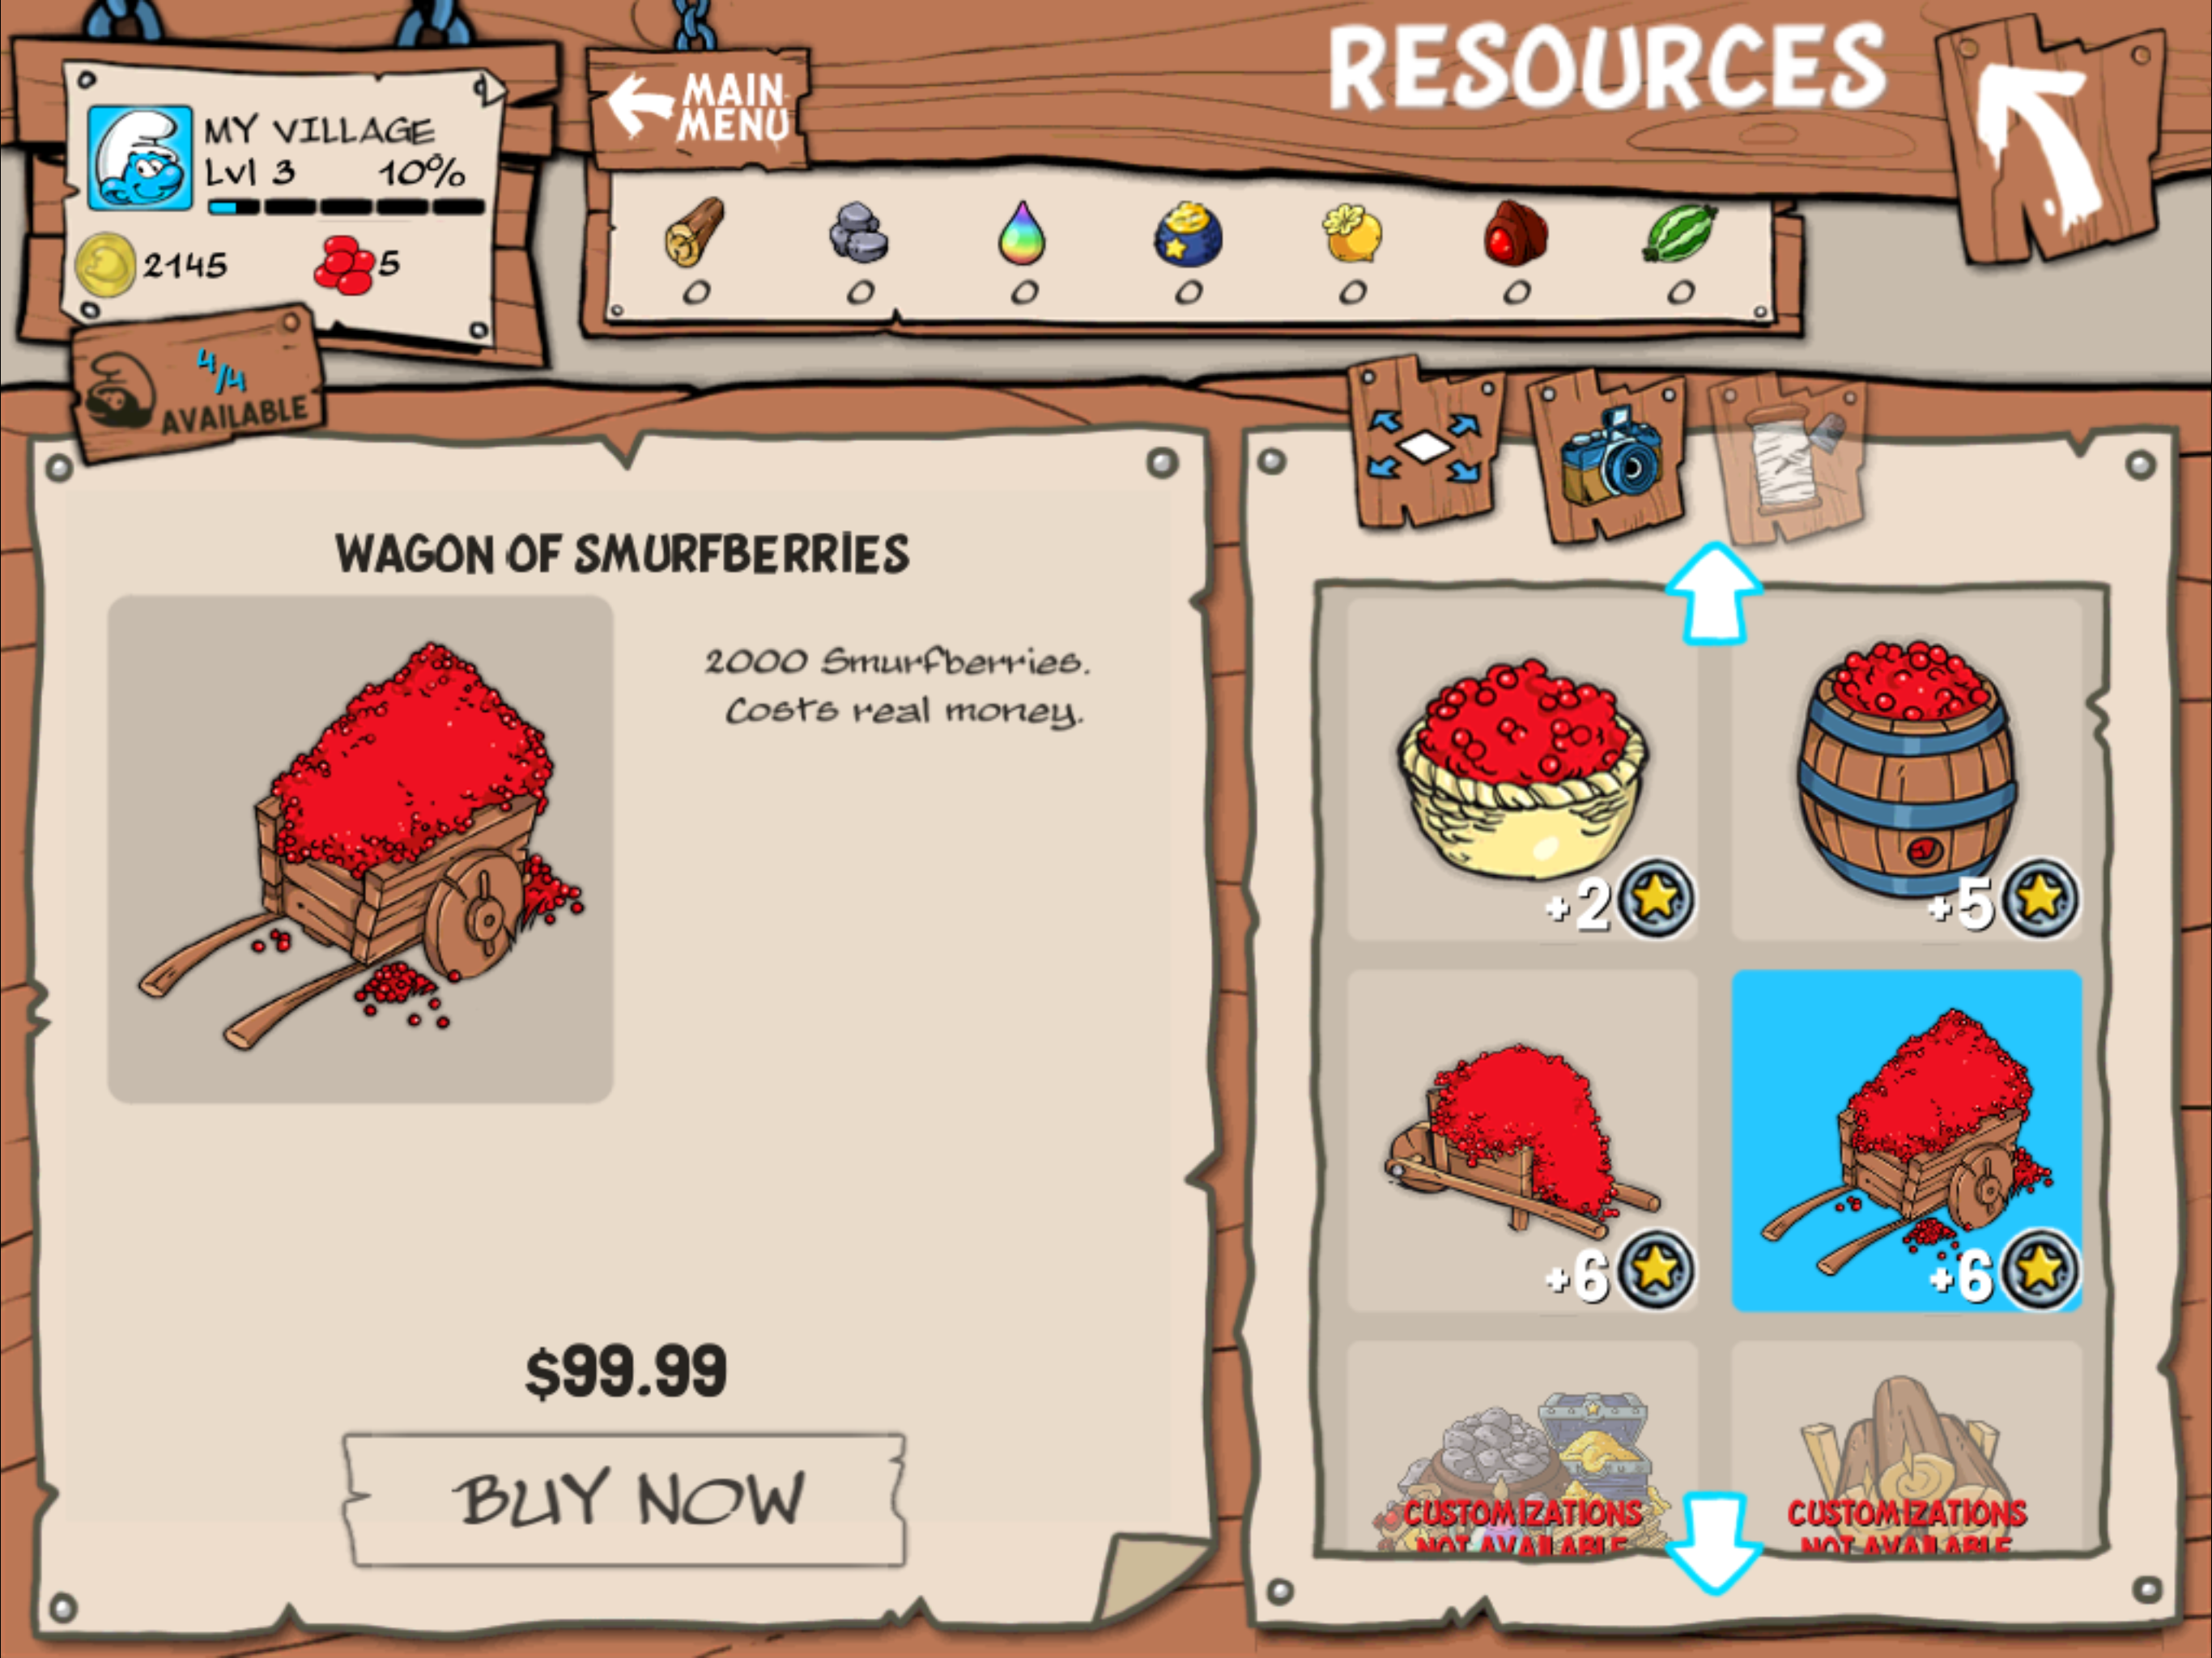 RESOURCES
MAIN
MENU
MY VILLAGE
Lvl 3 10%
2145 5
0 0 0 0 0 0 0
4/4
AVAILABLE
WAGON OF SMURFBERRIES
2000 Smurfberries.
Costs real money.
$99.99
BUY NOW
+2 +5
+6 +6
CUSTOMIZATIONS CUSTOMIZATIONS
NOT AVAILABLE NOT AVAILABLE